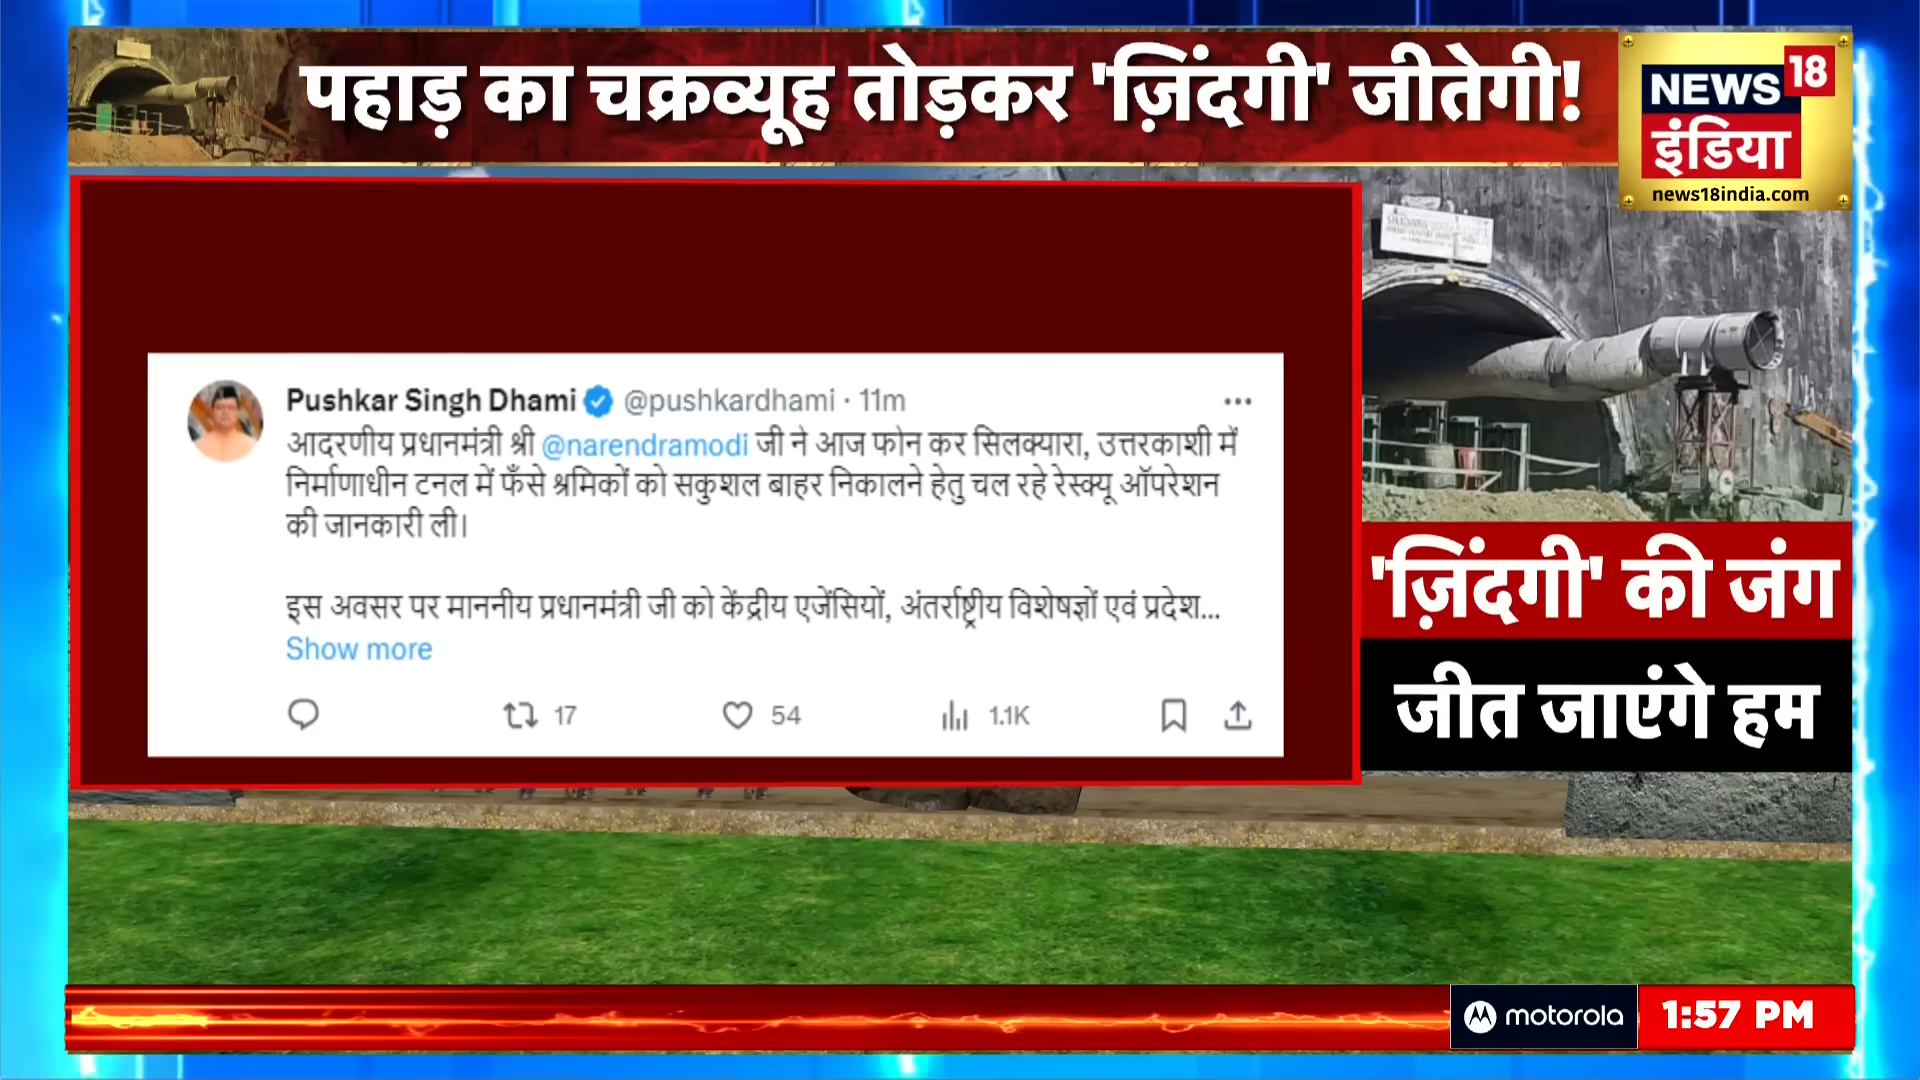 पहाड़ का चक्रव्यूह तोड़कर 'ज़िंदगी' जीतेगी!
NEWS 18
इंडिया
news18india.com
Pushkar Singh Dhami @pushkardhami · 11m
आदरणीय प्रधानमंत्री श्री @narendramodi जी ने आज फोन कर सिलक्यारा, उत्तरकाशी में
निर्माणाधीन टनल में फँसे श्रमिकों को सकुशल बाहर निकालने हेतु चल रहे रेस्क्यू ऑपरेशन
की जानकारी ली।
इस अवसर पर माननीय प्रधानमंत्री जी को केंद्रीय एजेंसियों, अंतर्राष्ट्रीय विशेषज्ञों एवं प्रदेश...
Show more
17 54 1.1K
'ज़िंदगी' की जंग
जीत जाएंगे हम
motorola
1:57 PM